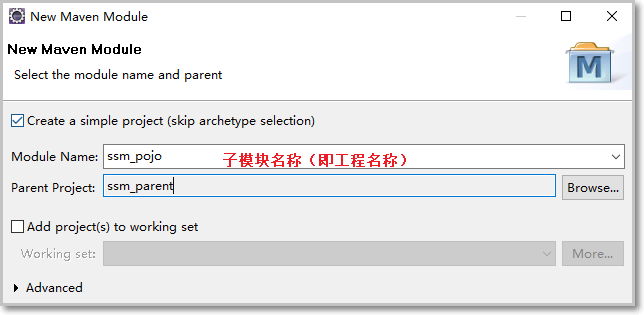 New Maven Module
New Maven Module
Select the module name and parent
M
Create a simple project (skip archetype selection)
Module Name: ssm_pojo 子模块名称（即工程名称）
Parent Project: ssm_parent Browse...
Add project(s) to working set
Working set: More...
Advanced